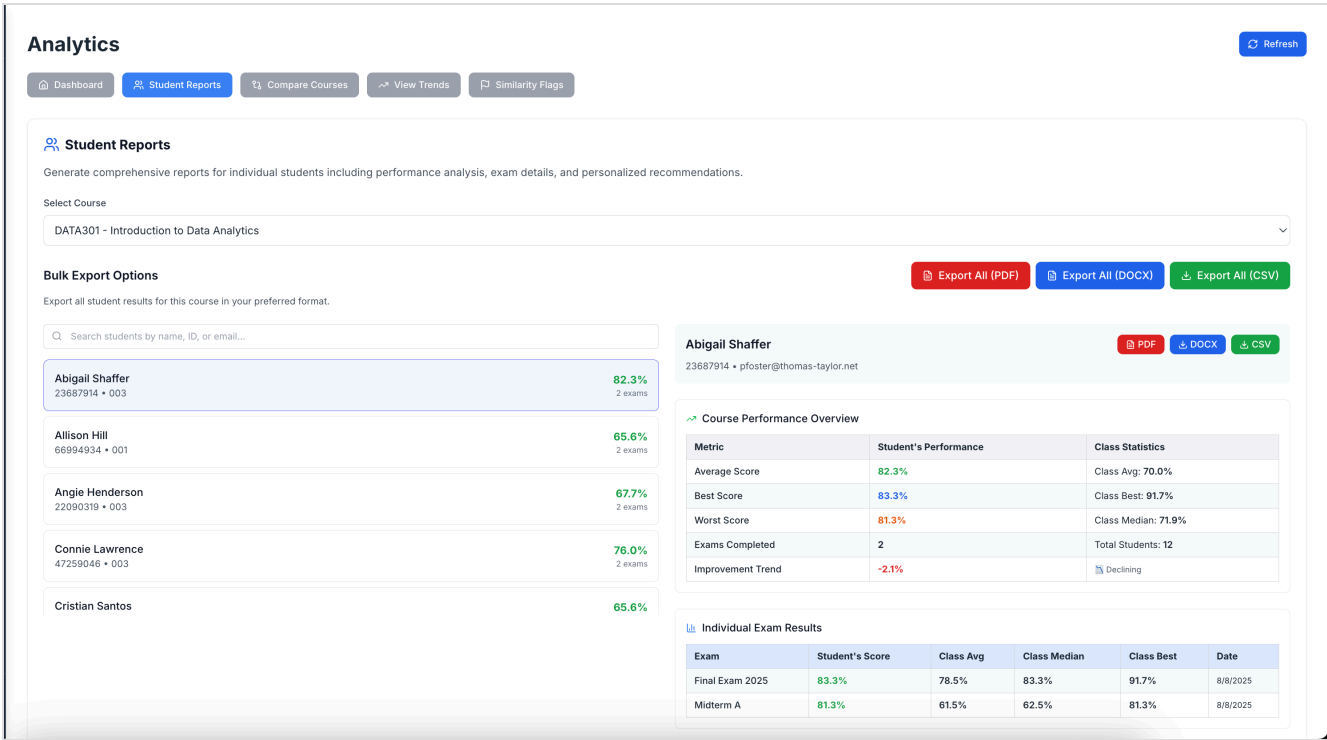 Analytics
Refresh
Dashboard
Student Reports
Compare Courses
View Trends
Similarity Flags
Student Reports
Generate comprehensive reports for individual students including performance analysis, exam details, and personalized recommendations.
Select Course
DATA301 - Introduction to Data Analytics
Bulk Export Options
Export All (PDF)
Export All (DOCX)
Export All (CSV)
Export all student results for this course in your preferred format.
Search students by name, ID, or email...
Abigail Shaffer
82.3%
23687914 • 003
2 exams
Allison Hill
65.6%
66994934 • 001
2 exams
Angie Henderson
67.7%
22090319 • 003
2 exams
Connie Lawrence
76.0%
47259046 • 003
2 exams
Cristian Santos
65.6%
Abigail Shaffer
PDF
DOCX
CSV
23687914 • pfoster@thomas-taylor.net
Course Performance Overview
Metric Student's Performance Class Statistics
Average Score 82.3% Class Avg: 70.0%
Best Score 83.3% Class Best: 91.7%
Worst Score 81.3% Class Median: 71.9%
Exams Completed 2 Total Students: 12
Improvement Trend -2.1% Declining
Individual Exam Results
Exam Student's Score Class Avg Class Median Class Best Date
Final Exam 2025 83.3% 78.5% 83.3% 91.7% 8/8/2025
Midterm A 81.3% 61.5% 62.5% 81.3% 8/8/2025